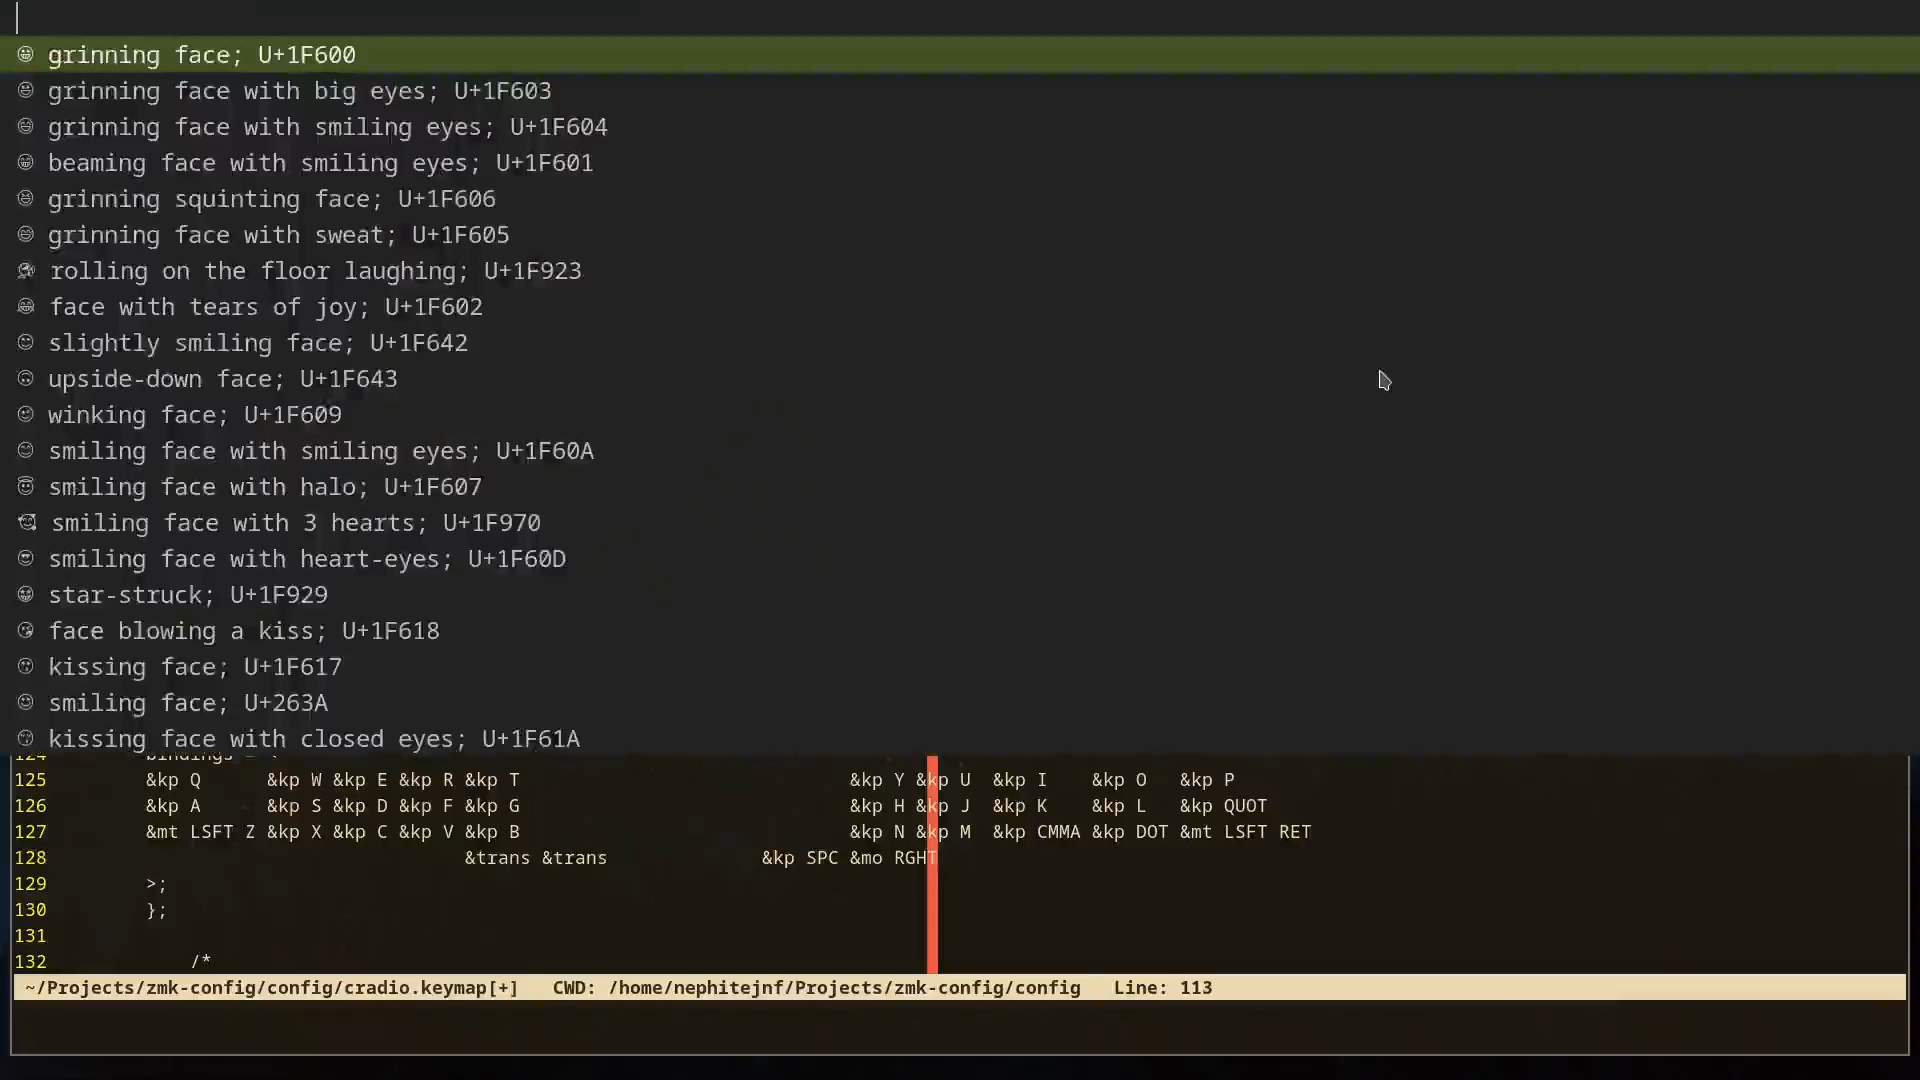 😀 grinning face; U+1F600
😃 grinning face with big eyes; U+1F603
😄 grinning face with smiling eyes; U+1F604
😁 beaming face with smiling eyes; U+1F601
😆 grinning squinting face; U+1F606
😅 grinning face with sweat; U+1F605
🤣 rolling on the floor laughing; U+1F923
😂 face with tears of joy; U+1F602
🙂 slightly smiling face; U+1F642
🙃 upside-down face; U+1F643
😉 winking face; U+1F609
😊 smiling face with smiling eyes; U+1F60A
😇 smiling face with halo; U+1F607
🥰 smiling face with 3 hearts; U+1F970
😍 smiling face with heart-eyes; U+1F60D
🤩 star-struck; U+1F929
😘 face blowing a kiss; U+1F618
😗 kissing face; U+1F617
☺ smiling face; U+263A
😚 kissing face with closed eyes; U+1F61A
124 bindings = <
125 &kp Q &kp W &kp E &kp R &kp T &kp Y &kp U &kp I &kp O &kp P
126 &kp A &kp S &kp D &kp F &kp G &kp H &kp J &kp K &kp L &kp QUOT
127 &mt LSFT Z &kp X &kp C &kp V &kp B &kp N &kp M &kp CMMA &kp DOT &mt LSFT RET
128 &trans &trans &kp SPC &mo RGHT
129 >;
130 };
131
132 /*
~/Projects/zmk-config/config/cradio.keymap[+] CWD: /home/nephitejnf/Projects/zmk-config/config Line: 113